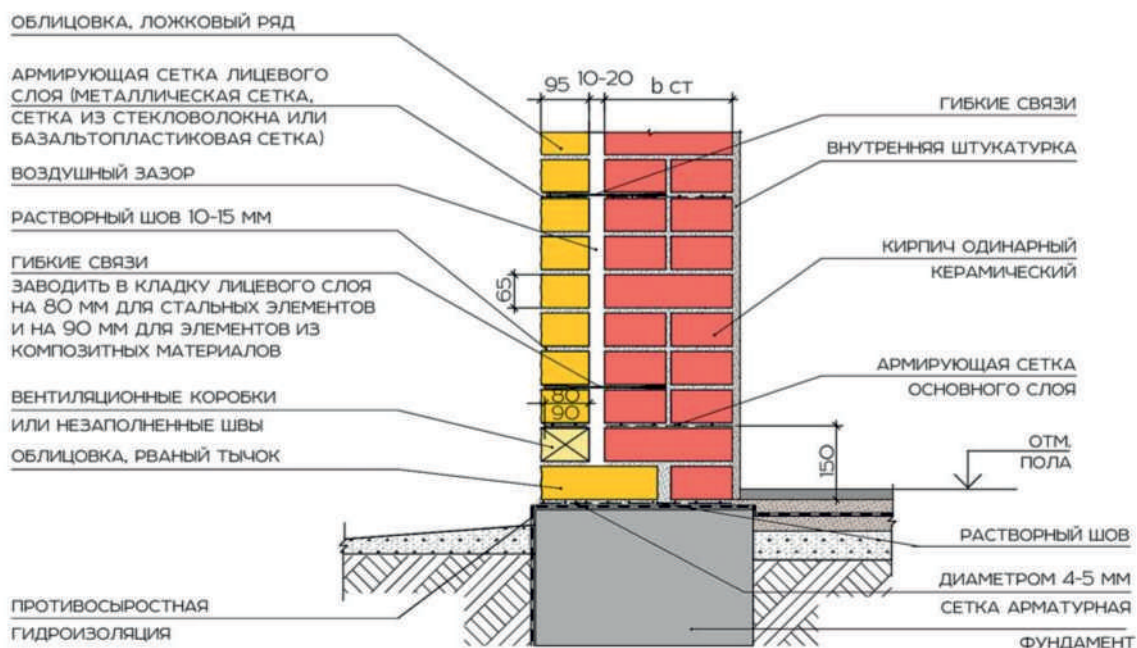 ОБЛИЦОВКА, ЛОЖКОВЫЙ РЯД
АРМИРУЮЩАЯ СЕТКА ЛИЦЕВОГО
СЛОЯ (МЕТАЛЛИЧЕСКАЯ СЕТКА,
СЕТКА ИЗ СТЕКЛОВОЛОКНА ИЛИ
БАЗАЛЬТОПЛАСТИКОВАЯ СЕТКА)
ВОЗДУШНЫЙ ЗАЗОР
РАСТВОРНЫЙ ШОВ 10-15 ММ
ГИБКИЕ СВЯЗИ
ЗАВОДИТЬ В КЛАДКУ ЛИЦЕВОГО СЛОЯ
НА 80 ММ ДЛЯ СТАЛЬНЫХ ЭЛЕМЕНТОВ
И НА 90 ММ ДЛЯ ЭЛЕМЕНТОВ ИЗ
КОМПОЗИТНЫХ МАТЕРИАЛОВ
ВЕНТИЛЯЦИОННЫЕ КОРОБКИ
ИЛИ НЕЗАПОЛНЕННЫЕ ШВЫ
ОБЛИЦОВКА, РВАНЫЙ ТЫЧОК
ПРОТИВОСЫРОСТНАЯ
ГИДРОИЗОЛЯЦИЯ
95 10-20 b ст
65
80
90
150
ГИБКИЕ СВЯЗИ
ВНУТРЕННЯЯ ШТУКАТУРКА
КИРПИЧ ОДИНАРНЫЙ
КЕРАМИЧЕСКИЙ
АРМИРУЮЩАЯ СЕТКА
ОСНОВНОГО СЛОЯ
ОТМ.
ПОЛА
РАСТВОРНЫЙ ШОВ
ДИАМЕТРОМ 4-5 ММ
СЕТКА АРМАТУРНАЯ
ФУНДАМЕНТ